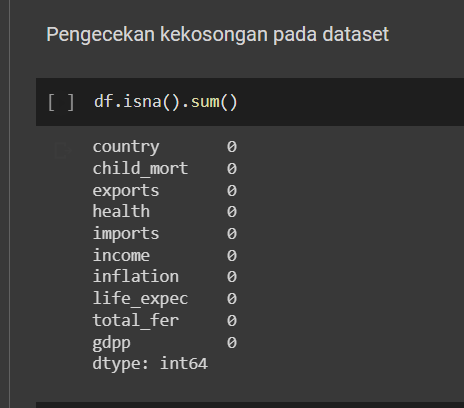 Pengecekan kekosongan pada dataset
[ ] df.isna().sum()
country 0
child_mort 0
exports 0
health 0
imports 0
income 0
inflation 0
life_expec 0
total_fer 0
gdpp 0
dtype: int64